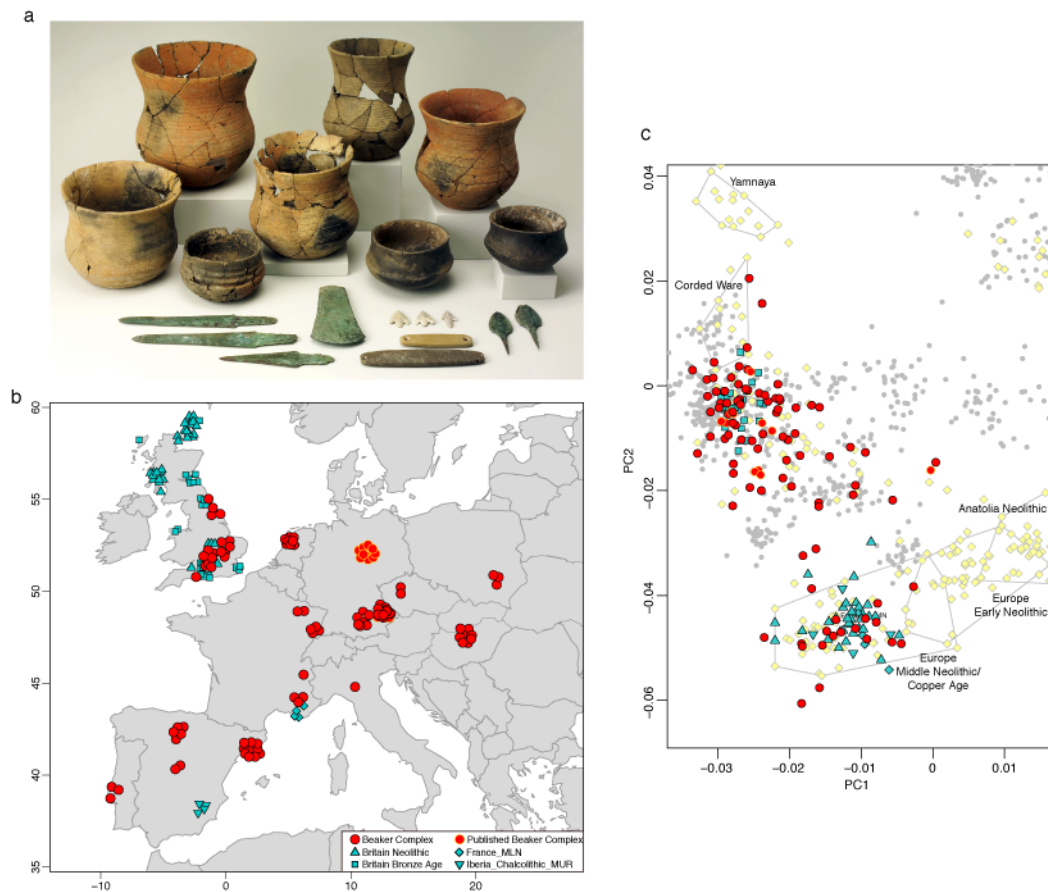 a
b
60
55
50
45
40
35
−10
0
10
20
Beaker Complex
Published Beaker Complex
Britain Neolithic
France_MLN
Britain Bronze Age
Iberia_Chalcolithic_MUR
c
0.04
0.02
0
−0.02
−0.04
−0.06
PC2
−0.03
−0.02
−0.01
0
0.01
PC1
Yamnaya
Corded Ware
Anatolia Neolithic
Europe
Early Neolithic
Europe
Middle Neolithic/
Copper Age